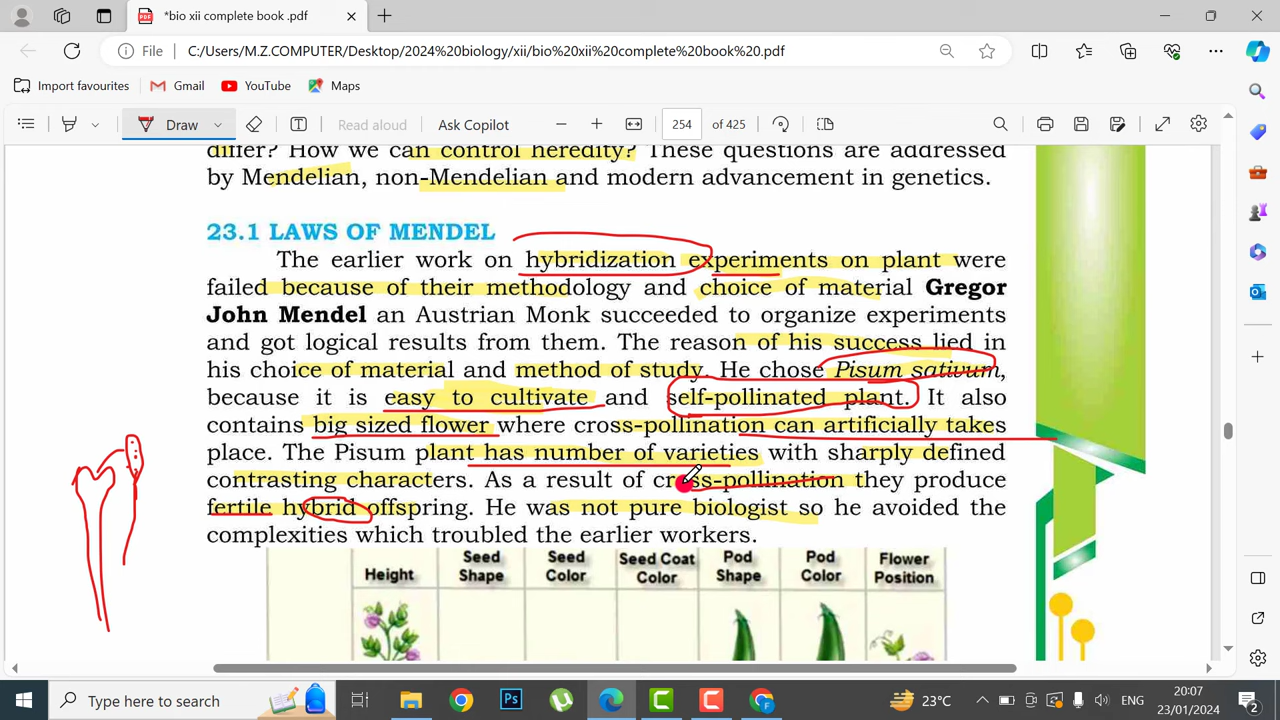 *bio xii complete book .pdf
File
C:/Users/M.Z.COMPUTER/Desktop/2024%20biology/xii/bio%20xii%20complete%20book%20.pdf
Import favourites Gmail YouTube Maps
Draw Read aloud Ask Copilot 254 of 425
differ? How we can control heredity? These questions are addressed
by Mendelian, non-Mendelian and modern advancement in genetics.
23.1 LAWS OF MENDEL
The earlier work on hybridization experiments on plant were
failed because of their methodology and choice of material Gregor
John Mendel an Austrian Monk succeeded to organize experiments
and got logical results from them. The reason of his success lied in
his choice of material and method of study. He chose Pisum sativum,
because it is easy to cultivate and self-pollinated plant. It also
contains big sized flower where cross-pollination can artificially takes
place. The Pisum plant has number of varieties with sharply defined
contrasting characters. As a result of cross-pollination they produce
fertile hybrid offspring. He was not pure biologist so he avoided the
complexities which troubled the earlier workers.
Height Seed Shape Seed Color Seed Coat Color Pod Shape Pod Color Flower Position
Type here to search
Ps
23°C
ENG
20:07
23/01/2024
2